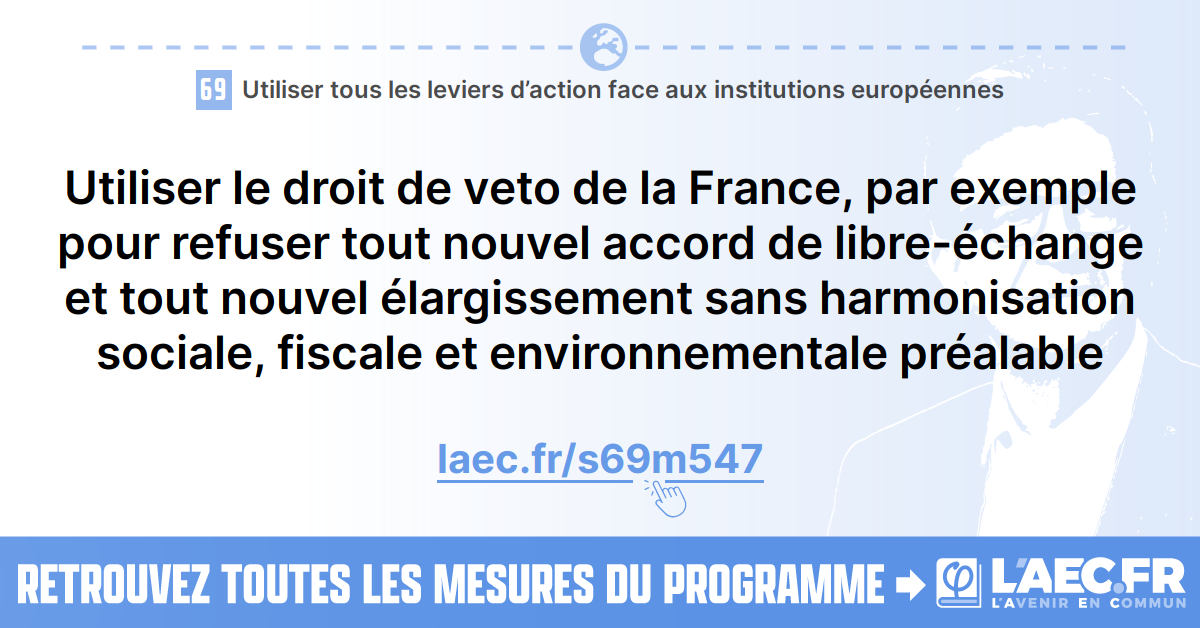 69 Utiliser tous les leviers d’action face aux institutions européennes
Utiliser le droit de veto de la France, par exemple
pour refuser tout nouvel accord de libre-échange
et tout nouvel élargissement sans harmonisation
sociale, fiscale et environnementale préalable
laec.fr/s69m547
RETROUVEZ TOUTES LES MESURES DU PROGRAMME
φ L'AEC.FR
L'AVENIR EN COMMUN